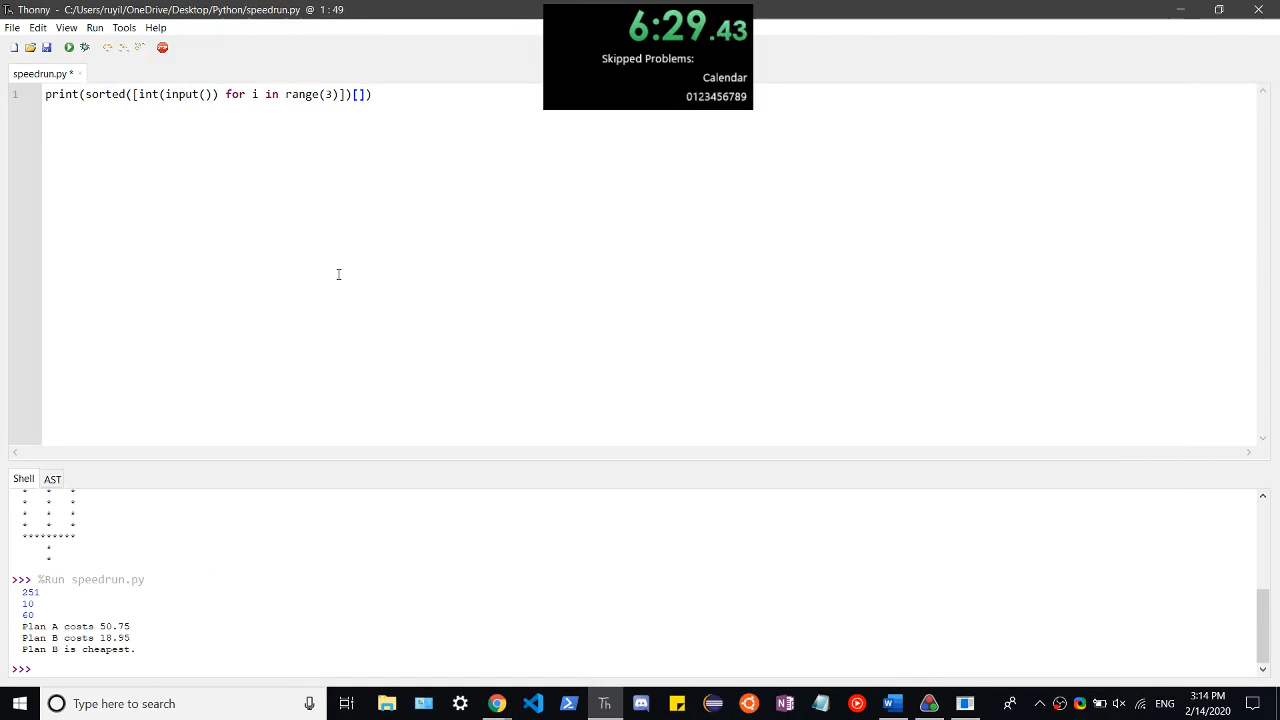 Thonny - C:/Users/ruyil/OneDrive/Desktop/Python/speedrun.py @ 1:49
File Edit View Run Tools Help
6:29.43
Skipped Problems:
Calendar
0123456789
speedrun.py *
1 print(sorted([int(input()) for i in range(3)])[])
Shell AST
>>> %Run speedrun.py
251
10
60
Plan A costs 50.75
Plan B costs 18.95
Plan B is cheapest.
>>>
Type here to search
Th
ENG
3:14 PM
2/14/2020